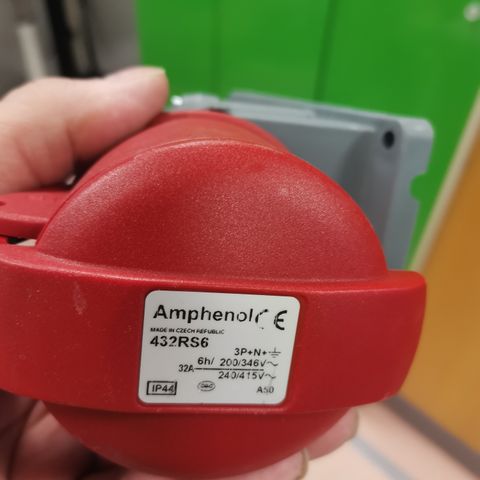 Amphenol CE
MADE IN CZECH REPUBLIC
432RS6
3P+N+⏚
32A 6h/ 200/346V~
240/415V~
IP44 A50